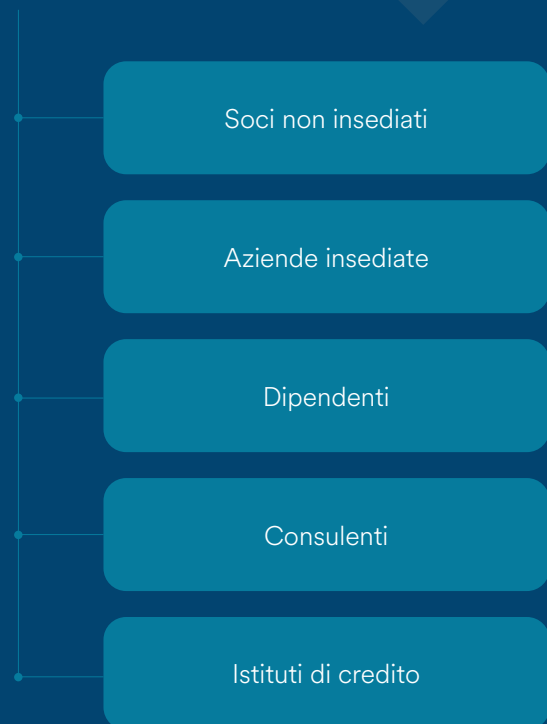 Soci non insediati
Aziende insediate
Dipendenti
Consulenti
Istituti di credito